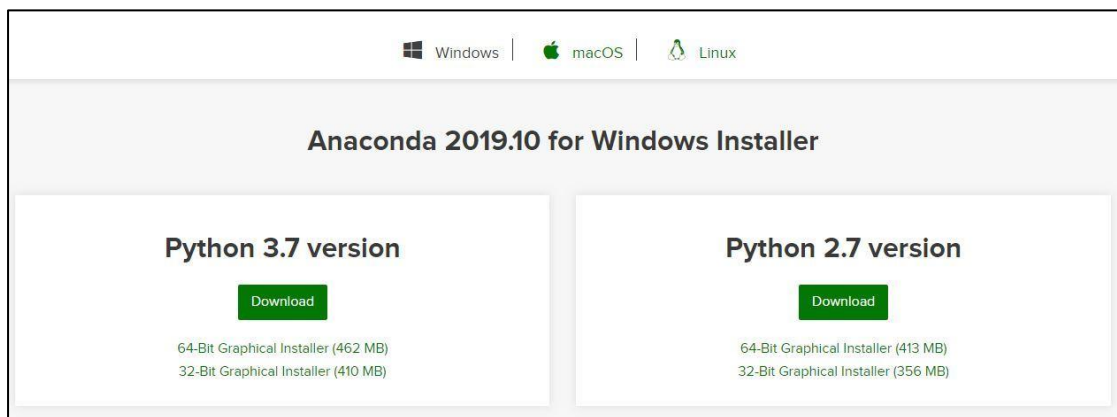 Windows macOS Linux
Anaconda 2019.10 for Windows Installer
Python 3.7 version
Download
64-Bit Graphical Installer (462 MB)
32-Bit Graphical Installer (410 MB)
Python 2.7 version
Download
64-Bit Graphical Installer (413 MB)
32-Bit Graphical Installer (356 MB)